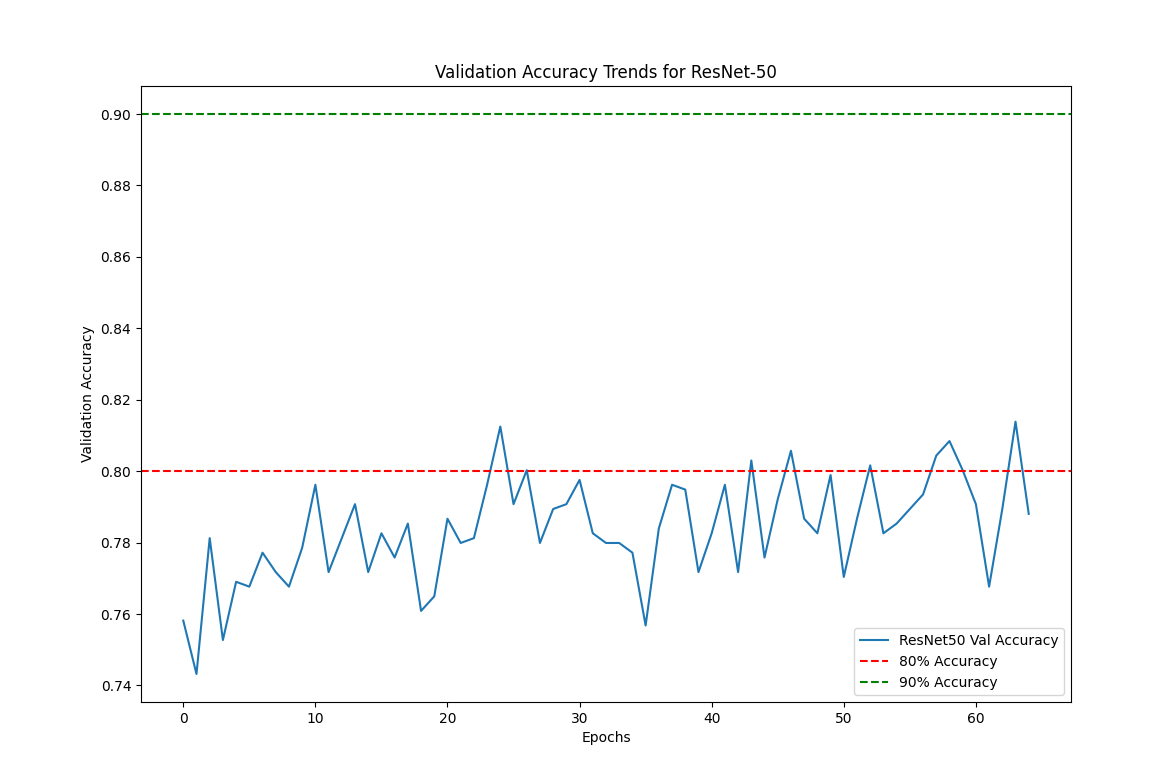 Validation Accuracy Trends for ResNet-50
0.90
0.88
0.86
0.84
0.82
0.80
0.78
0.76
0.74
Validation Accuracy
0
10
20
30
40
50
60
Epochs
ResNet50 Val Accuracy
80% Accuracy
90% Accuracy